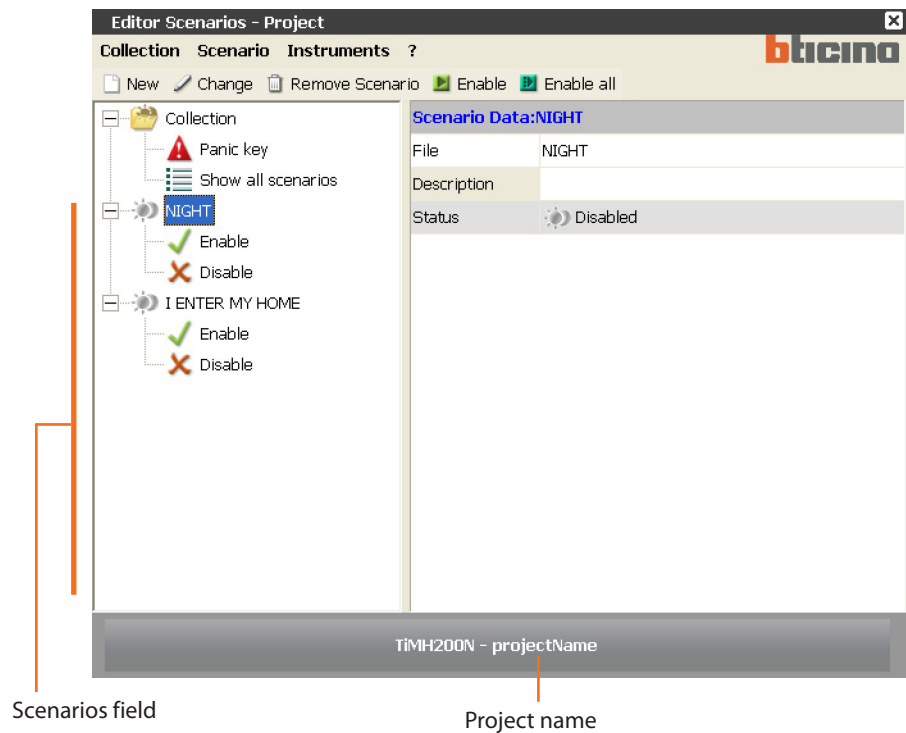 Editor Scenarios - Project
Collection Scenario Instruments ?
bticino
New Change Remove Scenario Enable Enable all
Collection
Panic key
Show all scenarios
NIGHT
Enable
Disable
I ENTER MY HOME
Enable
Disable
Scenario Data:NIGHT
File NIGHT
Description
Status Disabled
TiMH200N - projectName
Scenarios field
Project name